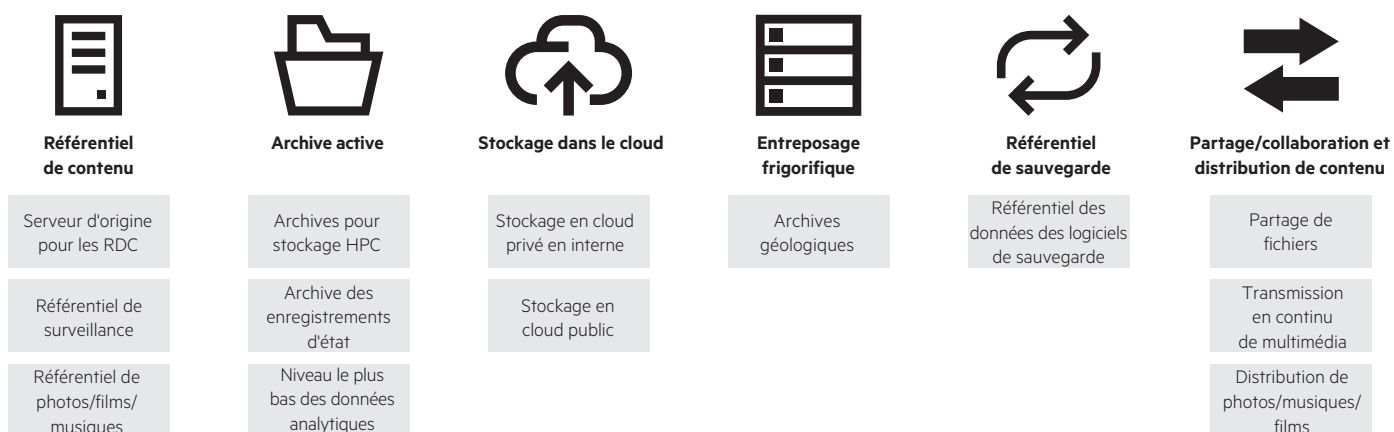 Référentiel
de contenu
Archive active
Stockage dans le cloud
Entreposage
frigorifique
Référentiel
de sauvegarde
Partage/collaboration et
distribution de contenu
Serveur d'origine
pour les RDC
Archives pour
stockage HPC
Stockage en cloud
privé en interne
Archives
géologiques
Référentiel des
données des logiciels
de sauvegarde
Partage de
fichiers
Référentiel de
surveillance
Archive des
enregistrements
d'état
Stockage en
cloud public
Transmission
en continu
de multimédia
Référentiel de
photos/films/
musiques
Niveau le plus
bas des données
analytiques
Distribution de
photos/musiques/
films